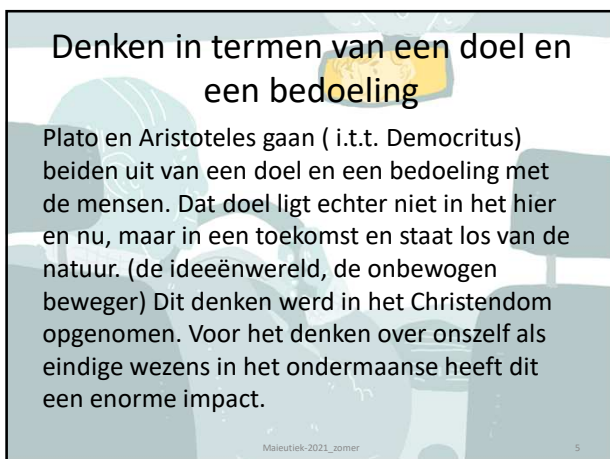 Denken in termen van een doel en
een bedoeling
Plato en Aristoteles gaan ( i.t.t. Democritus)
beiden uit van een doel en een bedoeling met
de mensen. Dat doel ligt echter niet in het hier
en nu, maar in een toekomst en staat los van de
natuur. (de ideeënwereld, de onbewogen
beweger) Dit denken werd in het Christendom
opgenomen. Voor het denken over onszelf als
eindige wezens in het ondermaanse heeft dit
een enorme impact.
Maieutiek-2021_zomer
5